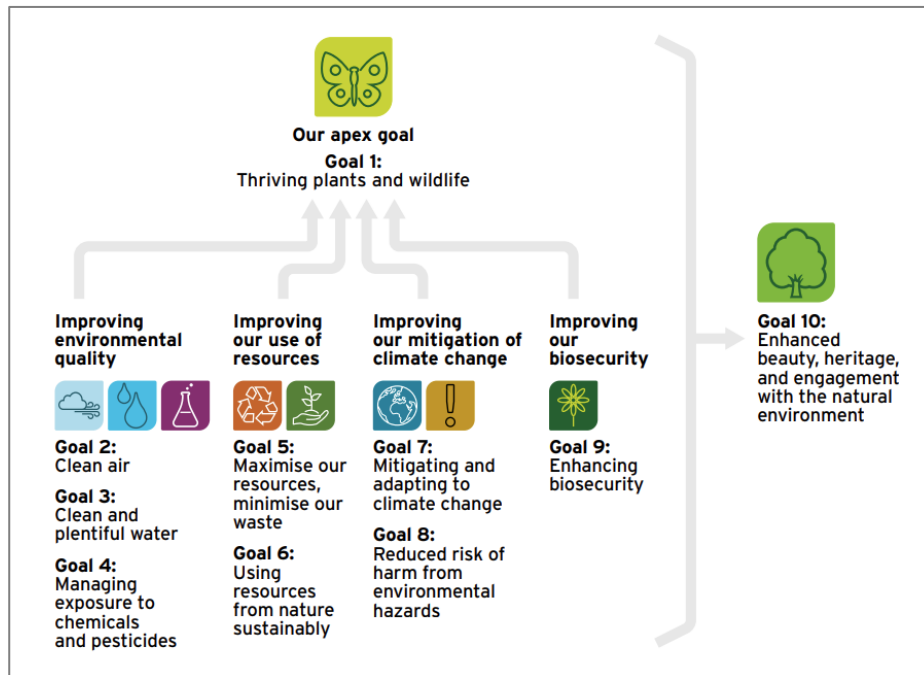 Our apex goal
Goal 1:
Thriving plants and wildlife
Improving
environmental
quality
Goal 2:
Clean air
Goal 3:
Clean and
plentiful water
Goal 4:
Managing
exposure to
chemicals
and pesticides
Improving
our use of
resources
Goal 5:
Maximise our
resources,
minimise our
waste
Goal 6:
Using
resources
from nature
sustainably
Improving
our mitigation of
climate change
Goal 7:
Mitigating and
adapting to
climate change
Goal 8:
Reduced risk of
harm from
environmental
hazards
Improving
our
biosecurity
Goal 9:
Enhancing
biosecurity
Goal 10:
Enhanced
beauty, heritage,
and engagement
with the natural
environment